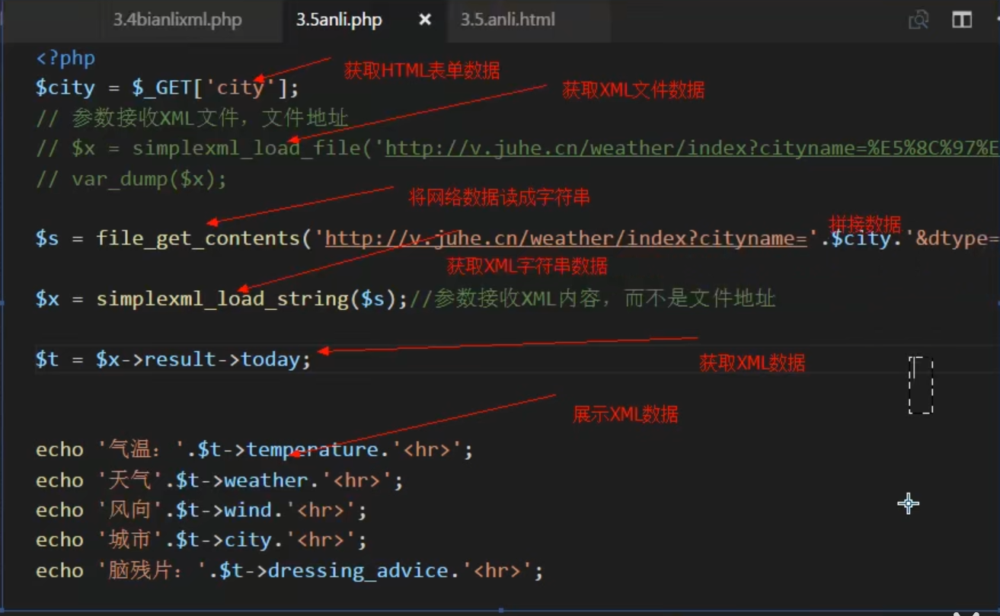 3.4bianlixml.php
3.5anli.php
3.5.anli.html
<?php
获取HTML表单数据
$city = $_GET['city'];
获取XML文件数据
// 参数接收XML文件，文件地址
// $x = simplexml_load_file('http://v.juhe.cn/weather/index?cityname=%E5%8C%97%E
// var_dump($x);
将网络数据读成字符串
拼接数据
$s = file_get_contents('http://v.juhe.cn/weather/index?cityname='.$city.'&dtype=
获取XML字符串数据
$x = simplexml_load_string($s);//参数接收XML内容，而不是文件地址
$t = $x->result->today;
获取XML数据
展示XML数据
echo '气温：'.$t->temperature.'<hr>';
echo '天气'.$t->weather.'<hr>';
echo '风向'.$t->wind.'<hr>';
echo '城市'.$t->city.'<hr>';
echo '脑残片：'.$t->dressing_advice.'<hr>';